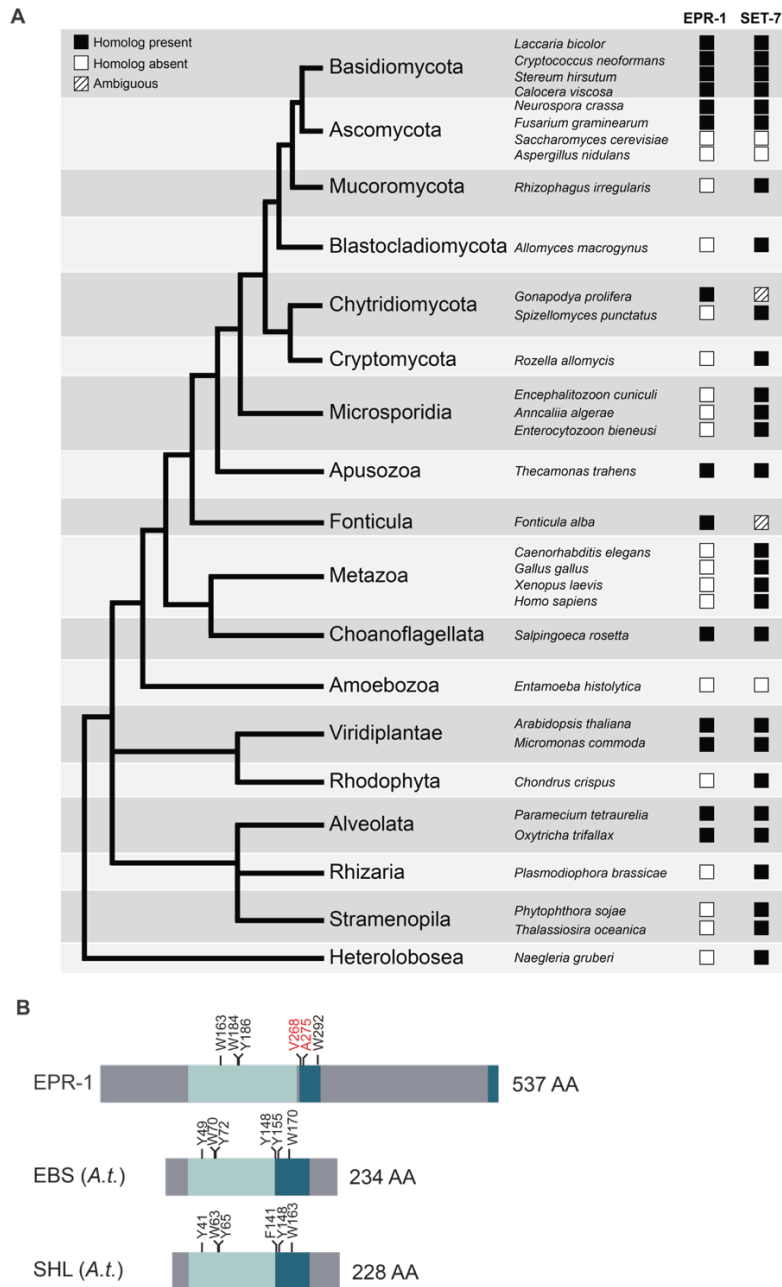 A
EPR-1 SET-7
Homolog present
Homolog absent
Ambiguous
Basidiomycota
Laccaria bicolor
Cryptococcus neoformans
Stereum hirsutum
Calocera viscosa
Ascomycota
Neurospora crassa
Fusarium graminearum
Saccharomyces cerevisiae
Aspergillus nidulans
Mucoromycota Rhizophagus irregularis
Blastocladiomycota Allomyces macrogynus
Chytridiomycota
Gonapodya prolifera
Spizellomyces punctatus
Cryptomycota Rozella allomycis
Microsporidia
Encephalitozoon cuniculi
Anncaliia algerae
Enterocytozoon bieneusi
Apusozoa Thecamonas trahens
Fonticula Fonticula alba
Metazoa
Caenorhabditis elegans
Gallus gallus
Xenopus laevis
Homo sapiens
Choanoflagellata Salpingoeca rosetta
Amoebozoa Entamoeba histolytica
Viridiplantae
Arabidopsis thaliana
Micromonas commoda
Rhodophyta Chondrus crispus
Alveolata
Paramecium tetraurelia
Oxytricha trifallax
Rhizaria Plasmodiophora brassicae
Stramenopila
Phytophthora sojae
Thalassiosira oceanica
Heterolobosea Naegleria gruberi
B
W163 W184 Y186 V268 A275 W292
EPR-1 537 AA
Y49 W70 Y72 Y148 Y155 W170
EBS (A.t.) 234 AA
Y41 W63 Y65 F141 Y148 W163
SHL (A.t.) 228 AA